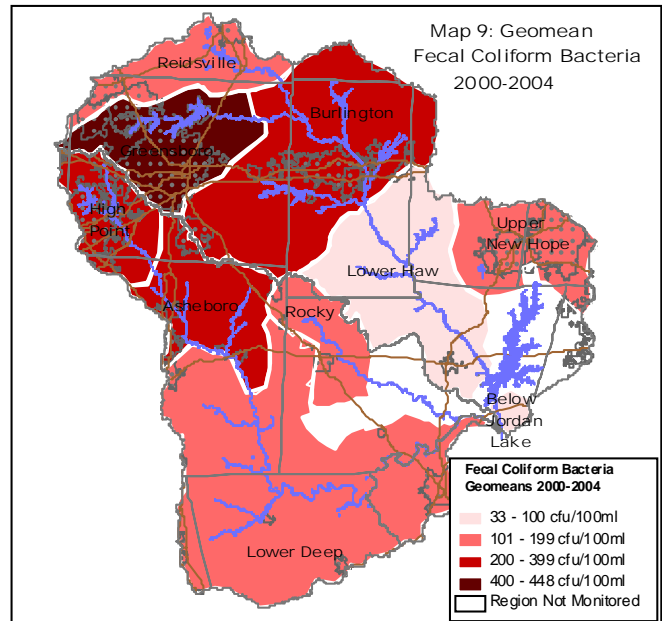 Map 9: Geomean
Fecal Coliform Bacteria
2000-2004
Reidsville
Burlington
Greensboro
High
Point
Upper
New Hope
Lower Haw
Asheboro
Rocky
Below
Jordan
Lake
Lower Deep
Fecal Coliform Bacteria
Geomeans 2000-2004
33 - 100 cfu/100ml
101 - 199 cfu/100ml
200 - 399 cfu/100ml
400 - 448 cfu/100ml
Region Not Monitored